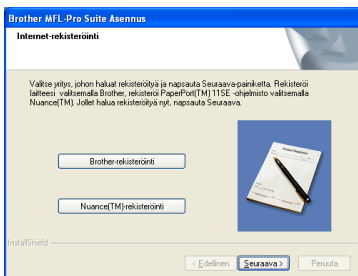 Brother MFL-Pro Suite Asennus
Internet-rekisteröinti
Valitse yritys, johon haluat rekisteröityä ja napsauta Seuraava-painiketta. Rekisteröi
laitteesi valitsemalla Brother, rekisteröi PaperPort(TM) 11SE -ohjelmisto valitsemalla
Nuance(TM). Jollet halua rekisteröityä nyt, napsauta Seuraava.
Brother-rekisteröinti
Nuance(TM)-rekisteröinti
InstallShield
< Edellinen
Seuraava >
Peruuta